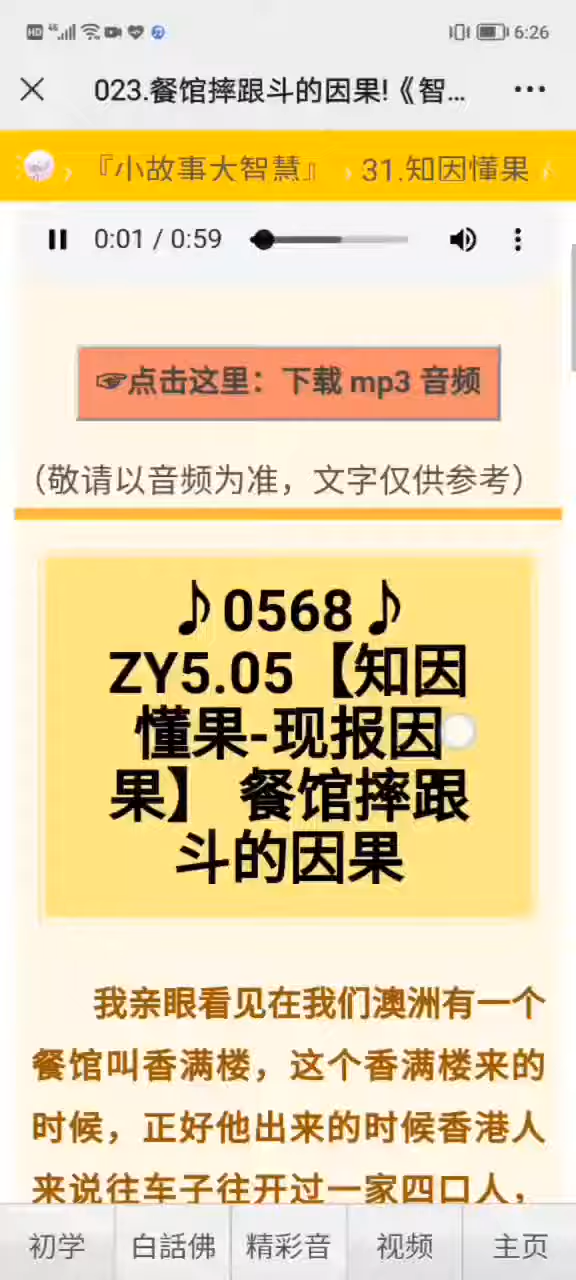 HD 4G 6:26
023.餐馆摔跟斗的因果!《智...
『小故事大智慧』 › 31.知因懂果
0:01 / 0:59
☞点击这里：下载 mp3 音频
（敬请以音频为准，文字仅供参考）
♪0568♪
ZY5.05【知因
懂果-现报因
果】 餐馆摔跟
斗的因果
我亲眼看见在我们澳洲有一个
餐馆叫香满楼，这个香满楼来的
时候，正好他出来的时候香港人
来说往车子往开过一家四口人，
初学 白話佛 精彩音 视频 主页